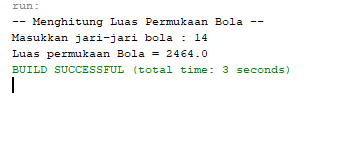 run:
-- Menghitung Luas Permukaan Bola --
Masukkan jari-jari bola : 14
Luas permukaan Bola = 2464.0
BUILD SUCCESSFUL (total time: 3 seconds)